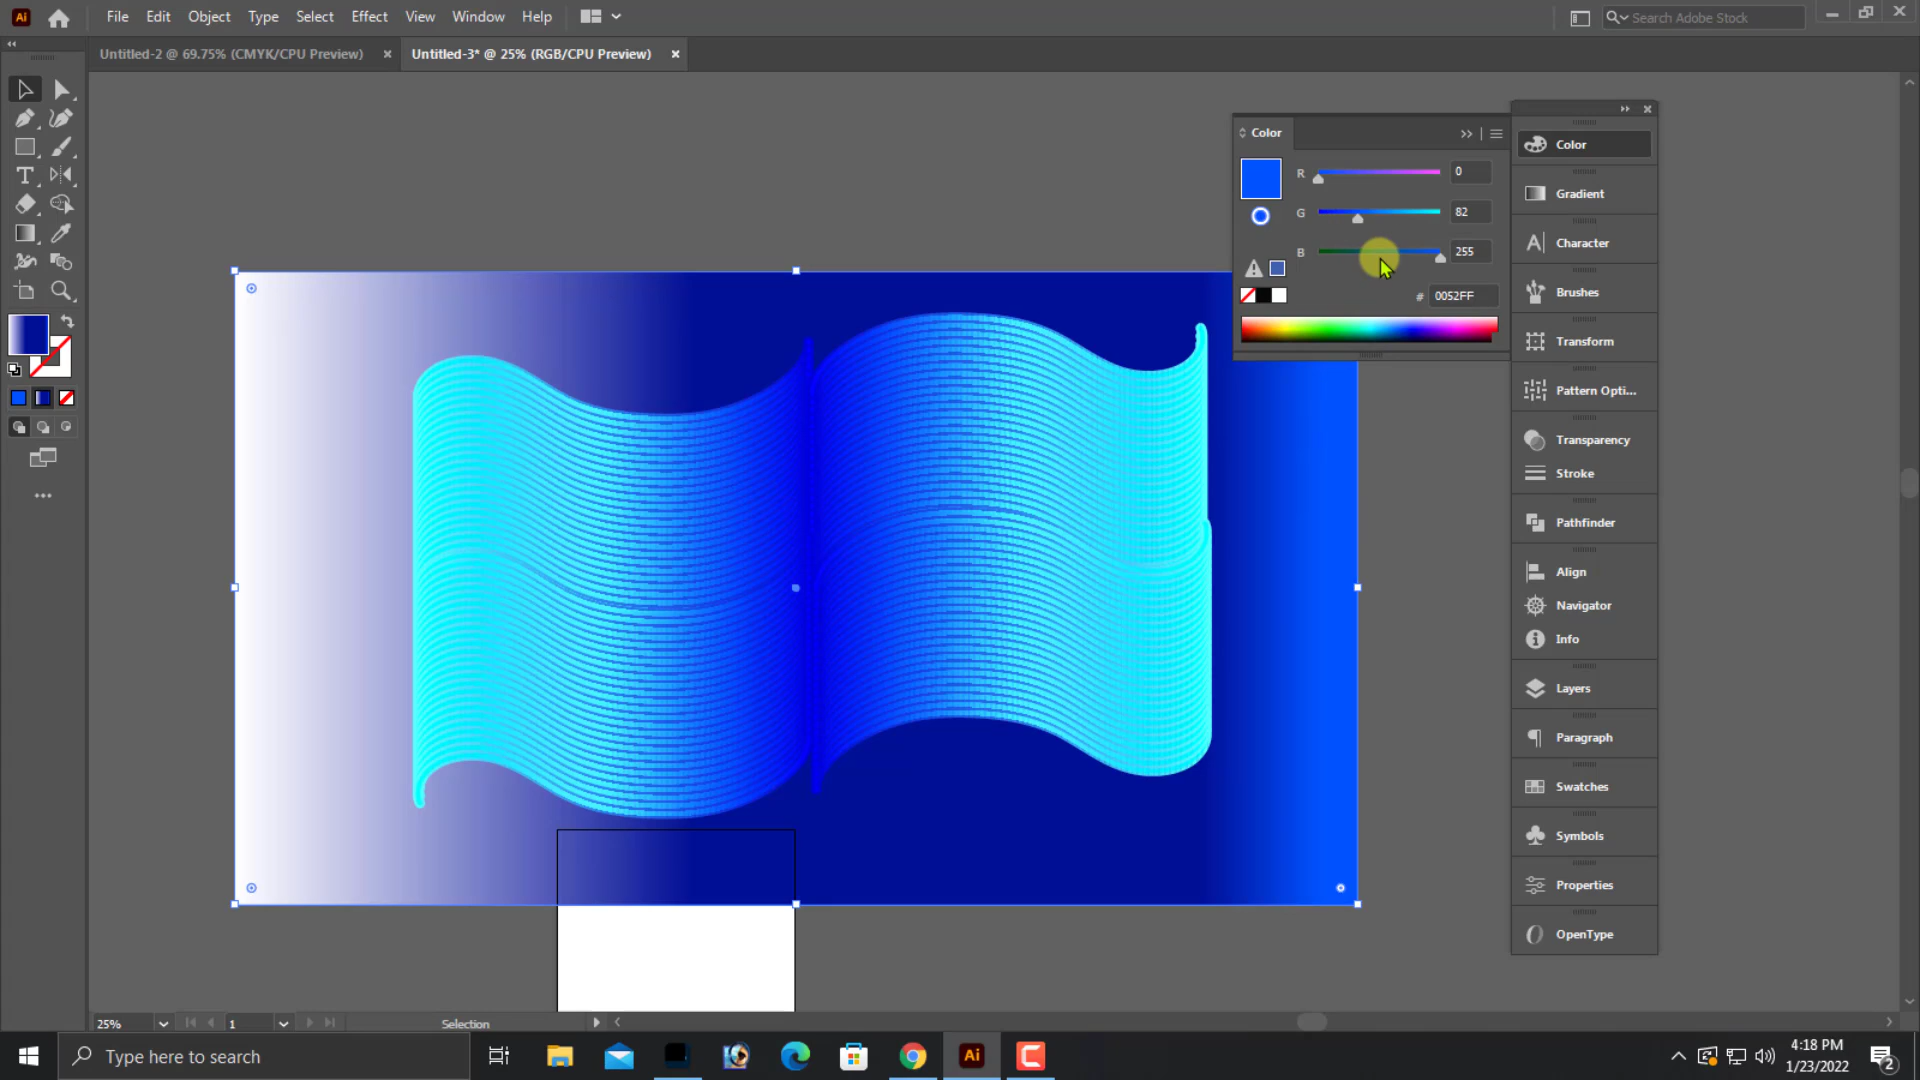 Ai File Edit Object Type Select Effect View Window Help Search Adobe Stock
Untitled-2 @ 69.75% (CMYK/CPU Preview) Untitled-3* @ 25% (RGB/CPU Preview)
Color
R 0
G 82
B 255
# 0052FF
Color
Gradient
Character
Brushes
Transform
Pattern Opti...
Transparency
Stroke
Pathfinder
Align
Navigator
Info
Layers
Paragraph
Swatches
Symbols
Properties
OpenType
25% 1 Selection
Type here to search
Ai
4:18 PM
1/23/2022
2